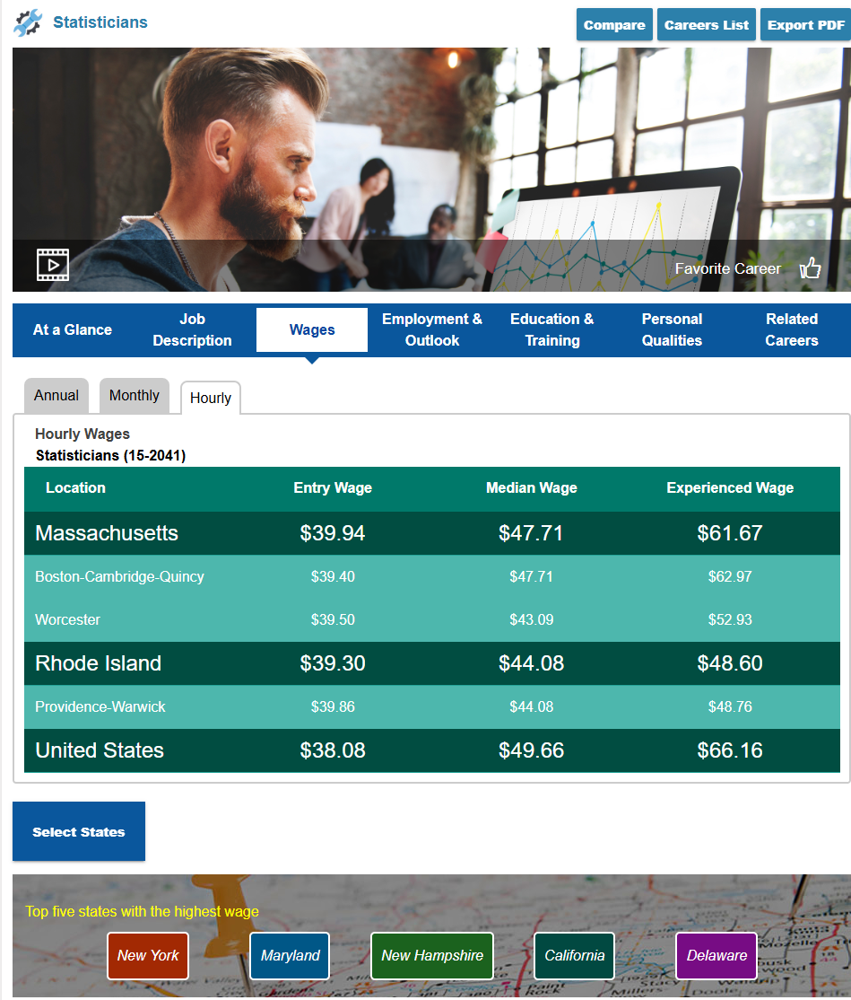 Statisticians
Compare Careers List Export PDF
Favorite Career
At a Glance
Job
Description
Wages
Employment &
Outlook
Education &
Training
Personal
Qualities
Related
Careers
Annual Monthly Hourly
Hourly Wages
Statisticians (15-2041)
Location Entry Wage Median Wage Experienced Wage
Massachusetts $39.94 $47.71 $61.67
Boston-Cambridge-Quincy $39.40 $47.71 $62.97
Worcester $39.50 $43.09 $52.93
Rhode Island $39.30 $44.08 $48.60
Providence-Warwick $39.86 $44.08 $48.76
United States $38.08 $49.66 $66.16
Select States
Top five states with the highest wage
New York Maryland New Hampshire California Delaware